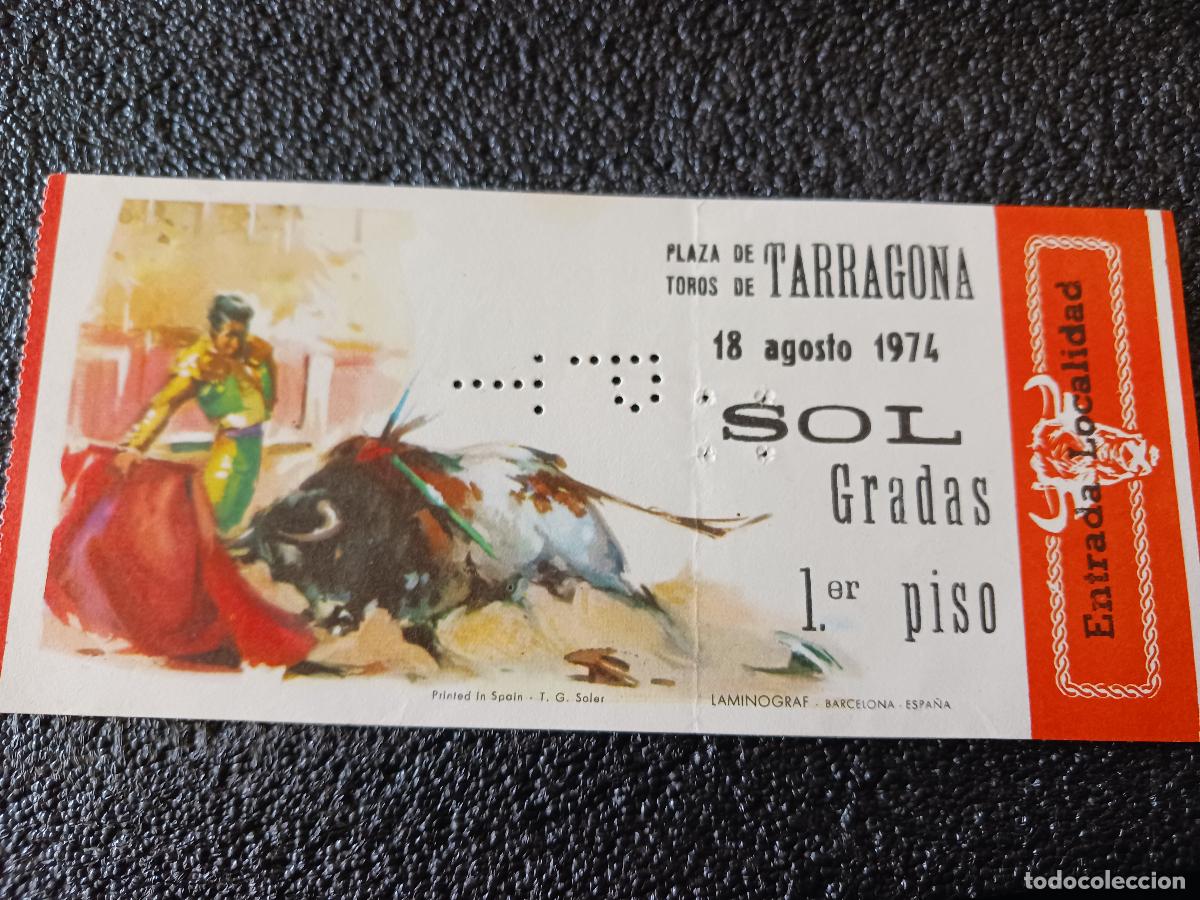 PLAZA DE
TOROS DE TARRAGONA
18 agosto 1974
SOL
Gradas
1.er piso
Entrada Localidad
Printed in Spain - T. G. Soler
LAMINOGRAF - BARCELONA - ESPAÑA
todocoleccion